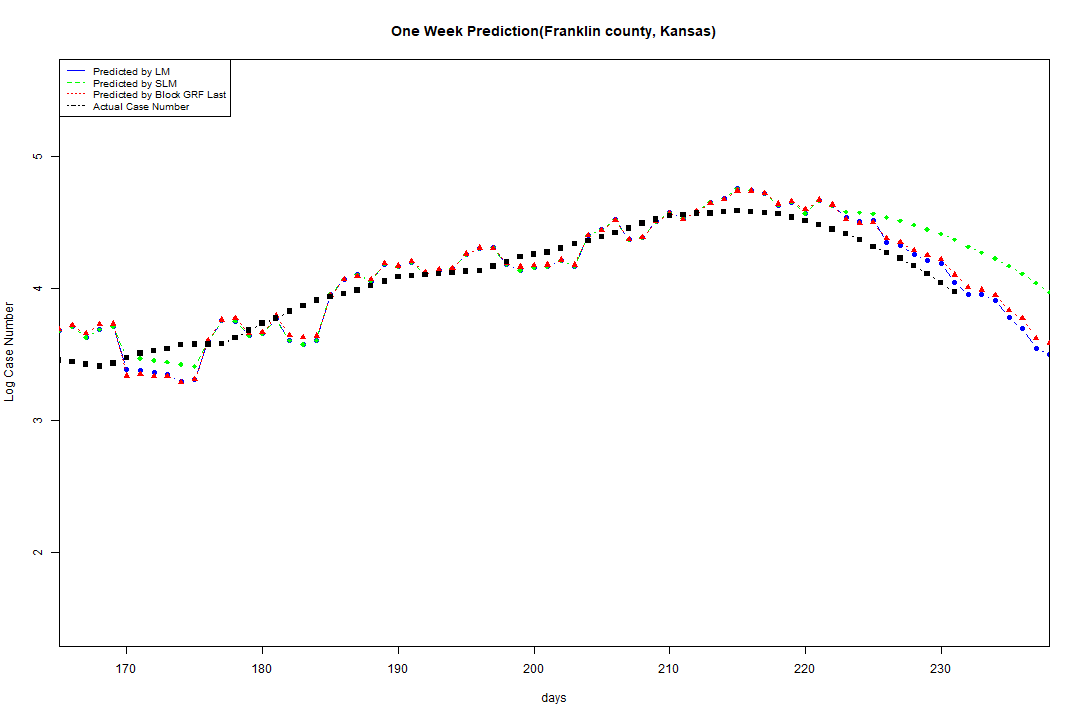 One Week Prediction(Franklin county, Kansas)
Predicted by LM
Predicted by SLM
Predicted by Block GRF Last
Actual Case Number
5
4
3
2
Log Case Number
170 180 190 200 210 220 230
days